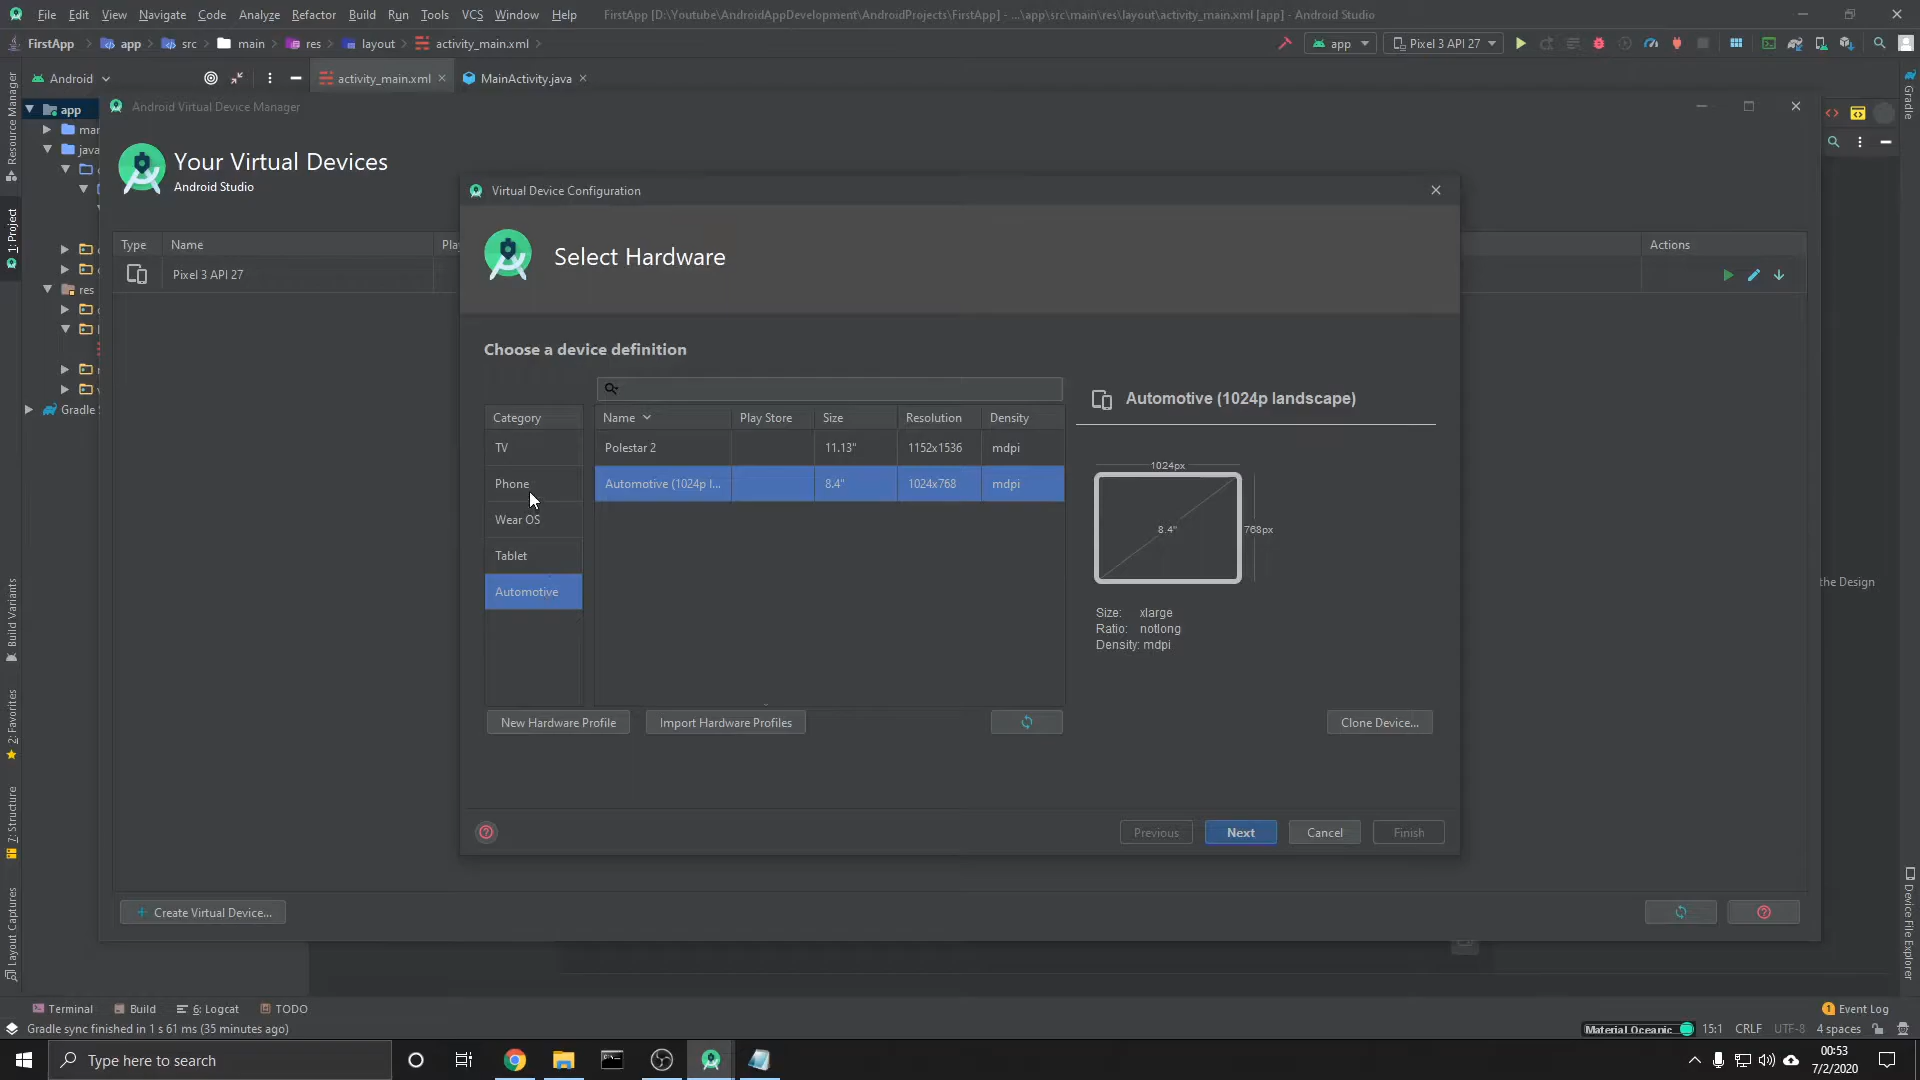 File Edit View Navigate Code Analyze Refactor Build Run Tools VCS Window Help FirstApp [D:\Youtube\AndroidAppDevelopment\AndroidProjects\FirstApp] - ...\app\src\main\res\layout\activity_main.xml [app] - Android Studio
FirstApp app src main res layout activity_main.xml app Pixel 3 API 27
Android activity_main.xml MainActivity.java
Resource Manager
1: Project
Build Variants
2: Favorites
7: Structure
Layout Captures
Gradle
Device File Explorer
app
java
res
Gradle
Android Virtual Device Manager
Your Virtual Devices
Android Studio
Type Name Actions
Pixel 3 API 27
Virtual Device Configuration
Select Hardware
Choose a device definition
Category Name Play Store Size Resolution Density
TV
Phone
Wear OS
Tablet
Automotive
Polestar 2 11.13" 1152x1536 mdpi
Automotive (1024p l... 8.4" 1024x768 mdpi
Automotive (1024p landscape)
1024px
8.4"
768px
Size: xlarge
Ratio: notlong
Density: mdpi
New Hardware Profile Import Hardware Profiles Clone Device...
Previous Next Cancel Finish
the Design
+ Create Virtual Device...
Terminal Build 6: Logcat TODO 1 Event Log
Gradle sync finished in 1 s 61 ms (35 minutes ago) Material Oceanic 15:1 CRLF UTF-8 4 spaces
Type here to search
00:53
7/2/2020